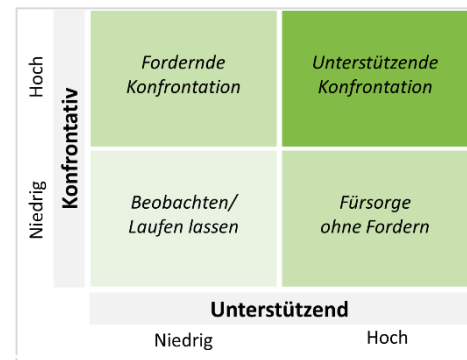 Hoch
Niedrig
Konfrontativ
Fordernde
Konfrontation
Unterstützende
Konfrontation
Beobachten/
Laufen lassen
Fürsorge
ohne Fordern
Unterstützend
Niedrig
Hoch